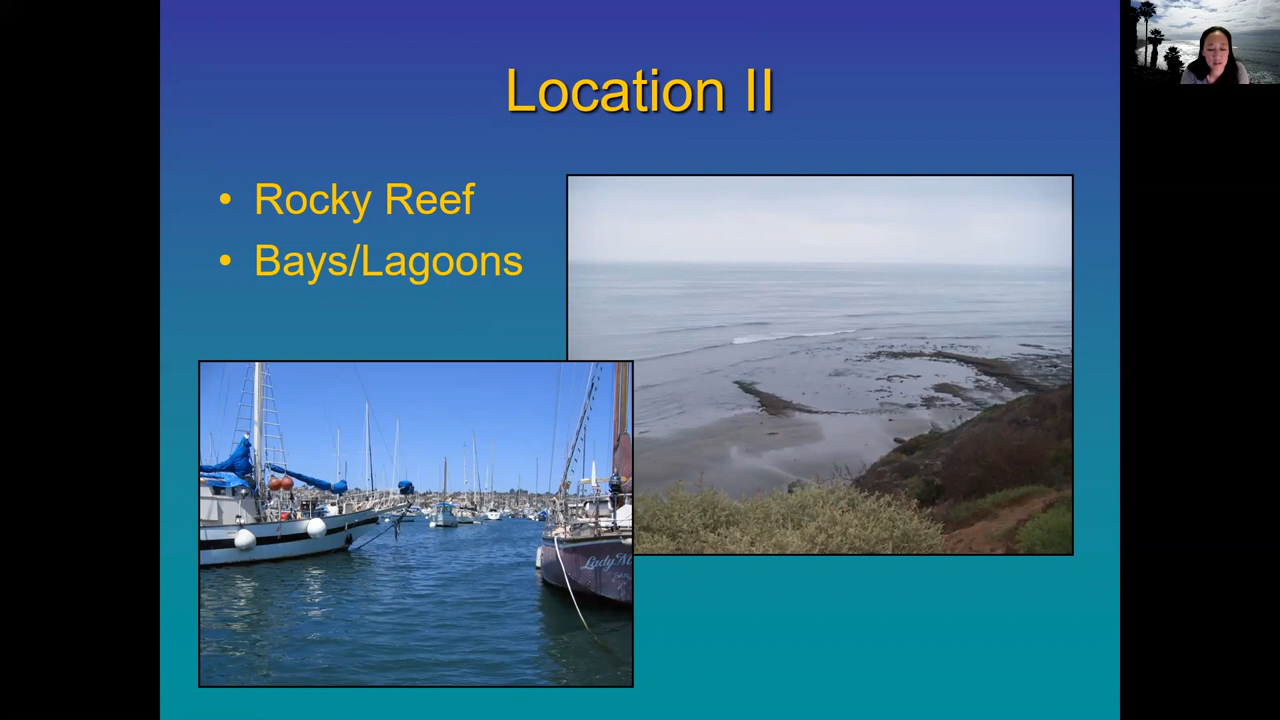 Location II
• Rocky Reef
• Bays/Lagoons
Lady